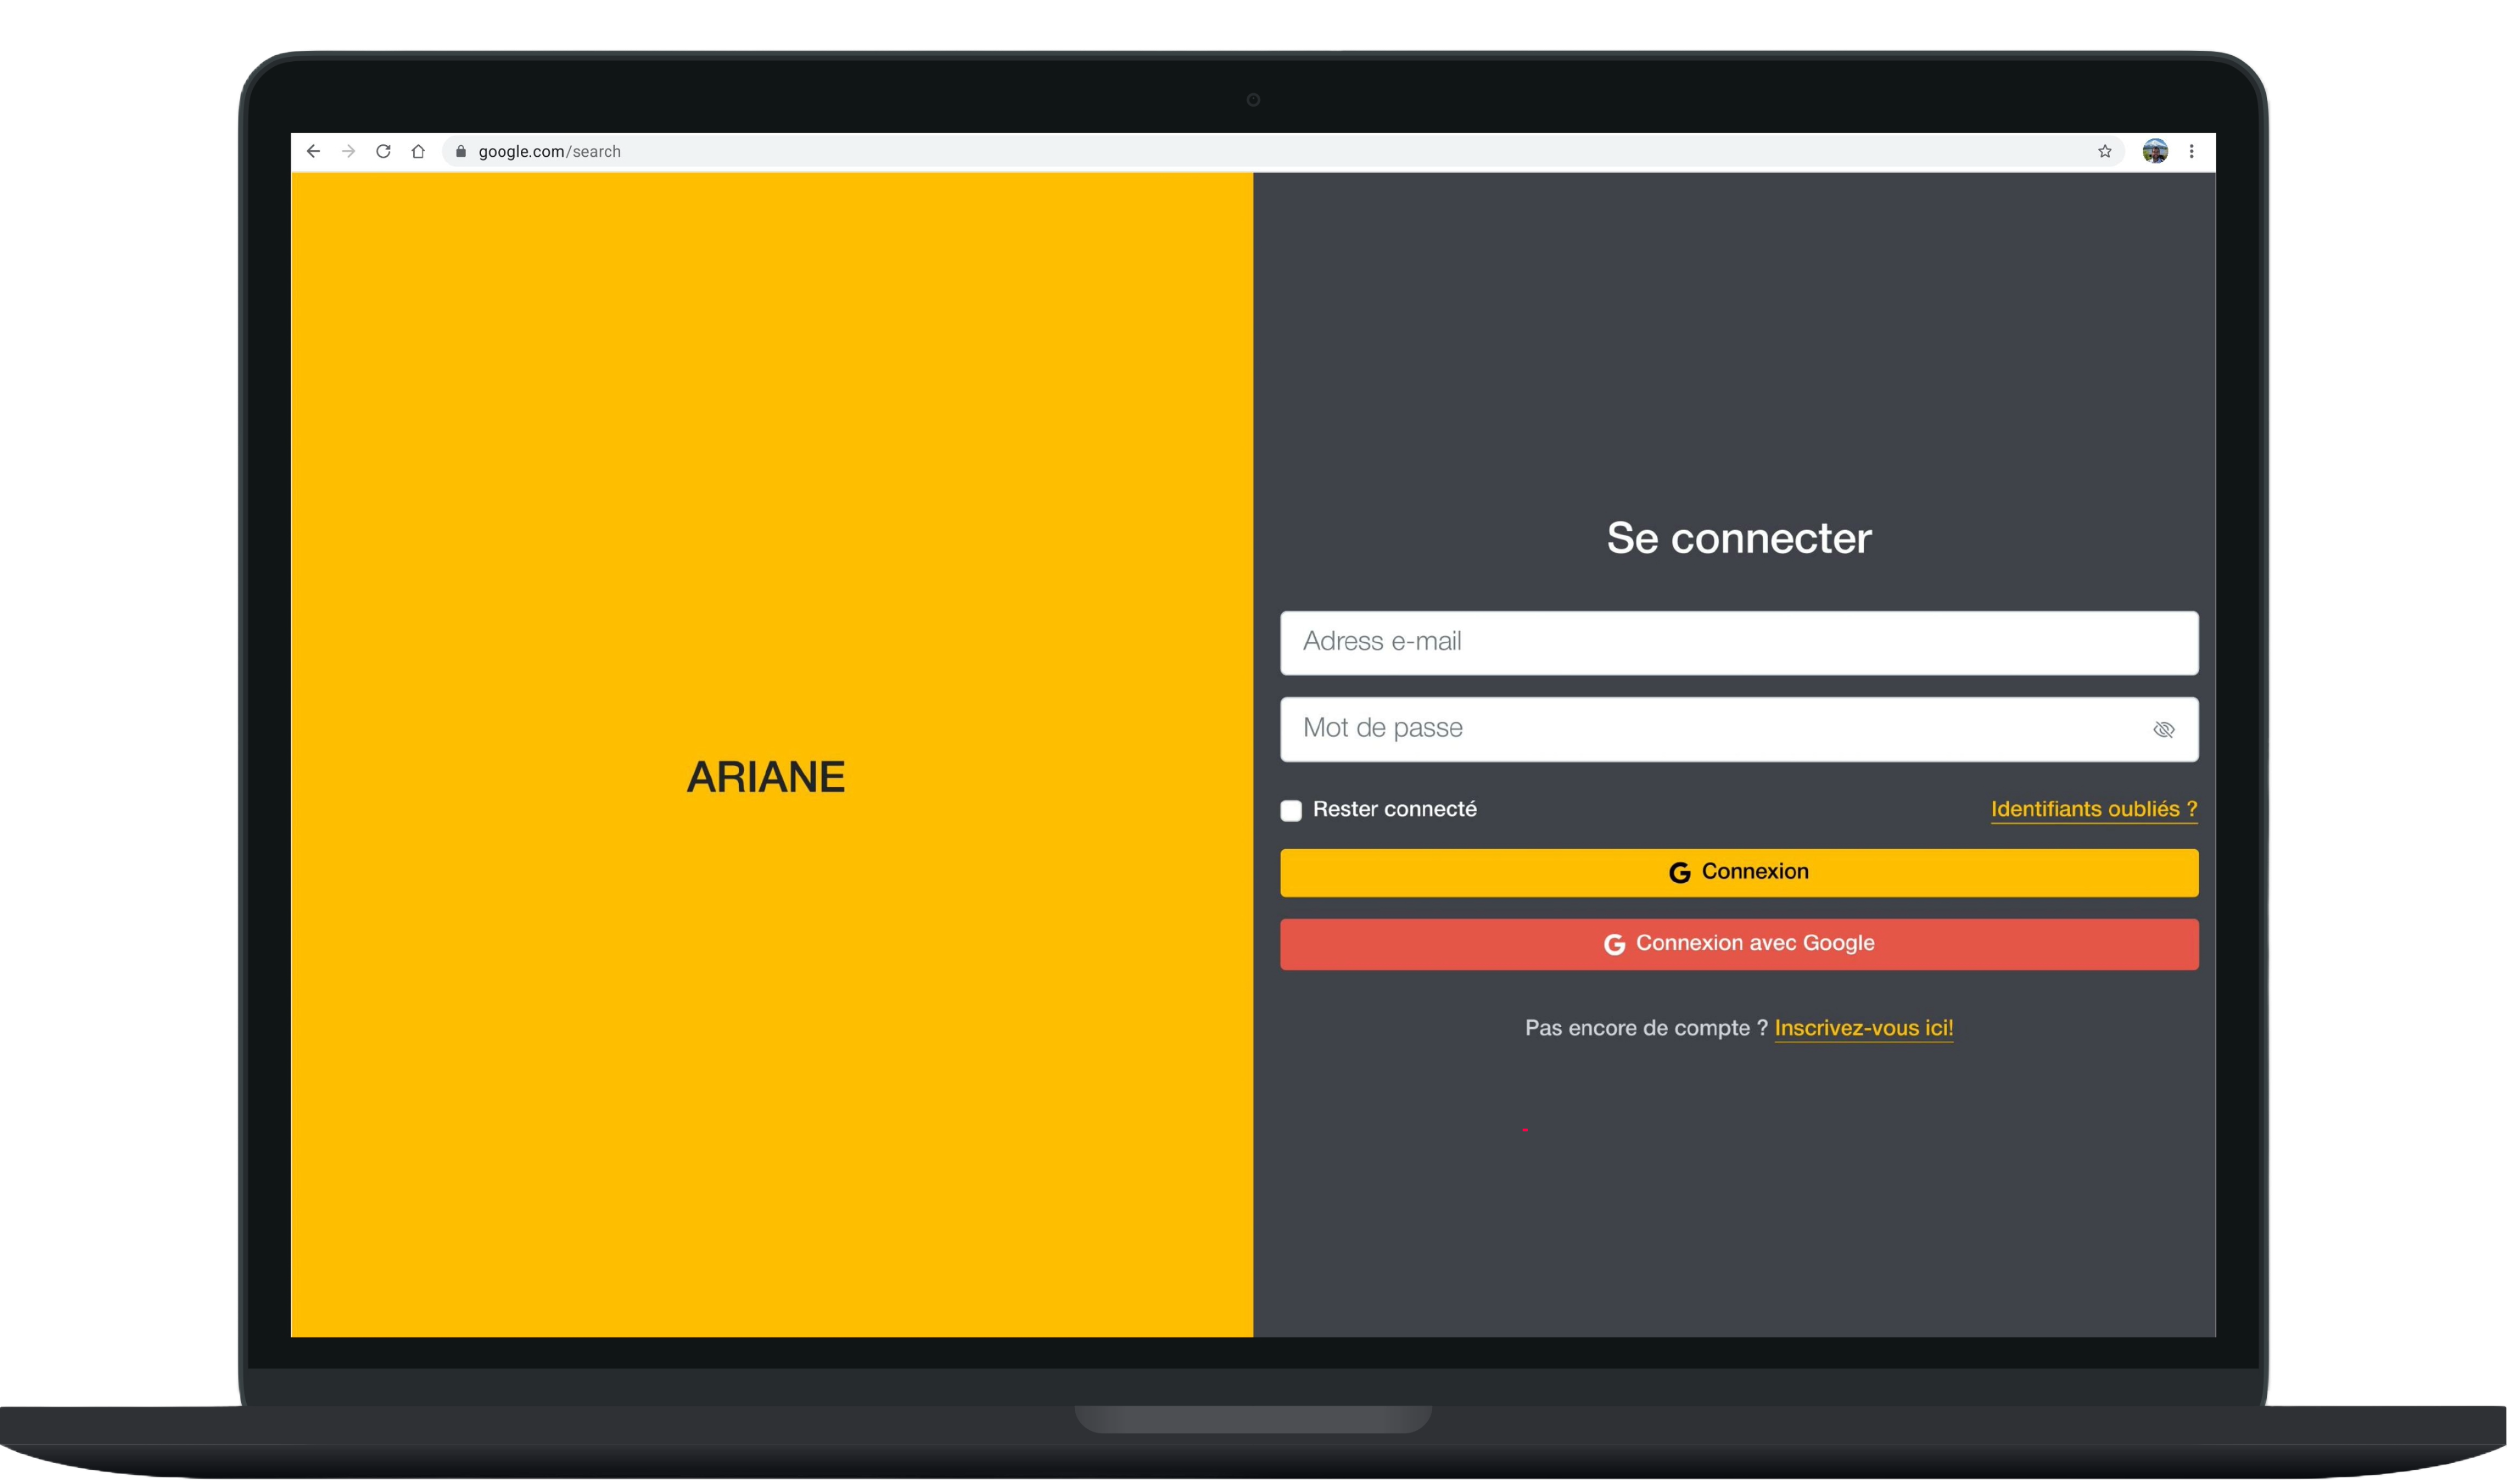 google.com/search
ARIANE
Se connecter
Adress e-mail
Mot de passe
Rester connecté
Identifiants oubliés ?
G Connexion
G Connexion avec Google
Pas encore de compte ? Inscrivez-vous ici!